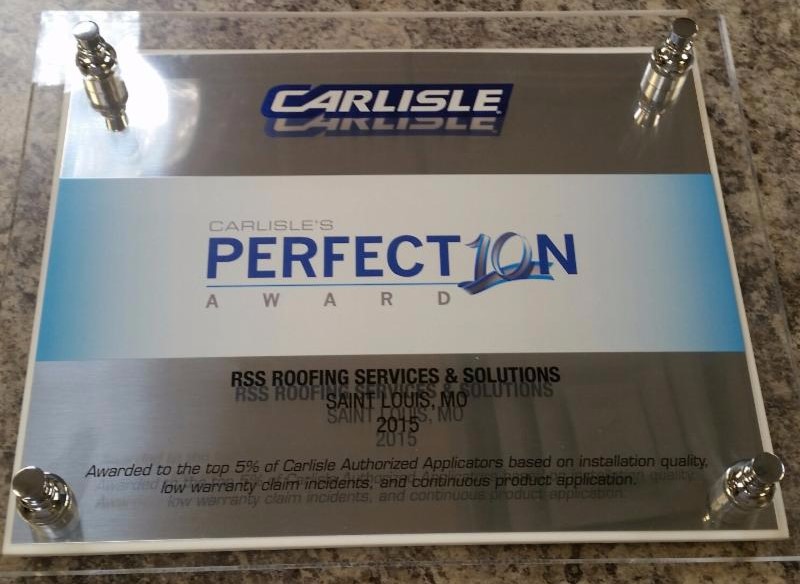 CARLISLE
CARLISLE'S
PERFECT10N
AWARD
RSS ROOFING SERVICES & SOLUTIONS
SAINT LOUIS, MO
2015
Awarded to the top 5% of Carlisle Authorized Applicators based on installation quality,
low warranty claim incidents, and continuous product application.